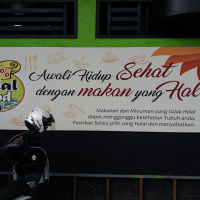 Awali Hidup Sehat
dengan makan yang Hal
Makanan dan Minuman yang tidak Halal
dapat mengganggu kesehatan Tubuh anda,
Pastikan Selalu pilih yang Halal dan menyehatkan.